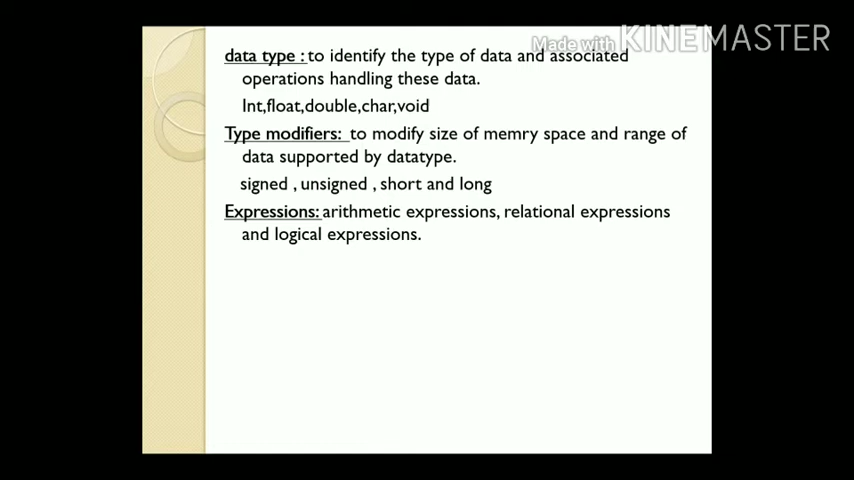 Made with KINEMASTER
data type : to identify the type of data and associated
operations handling these data.
Int,float,double,char,void
Type modifiers: to modify size of memry space and range of
data supported by datatype.
signed , unsigned , short and long
Expressions: arithmetic expressions, relational expressions
and logical expressions.